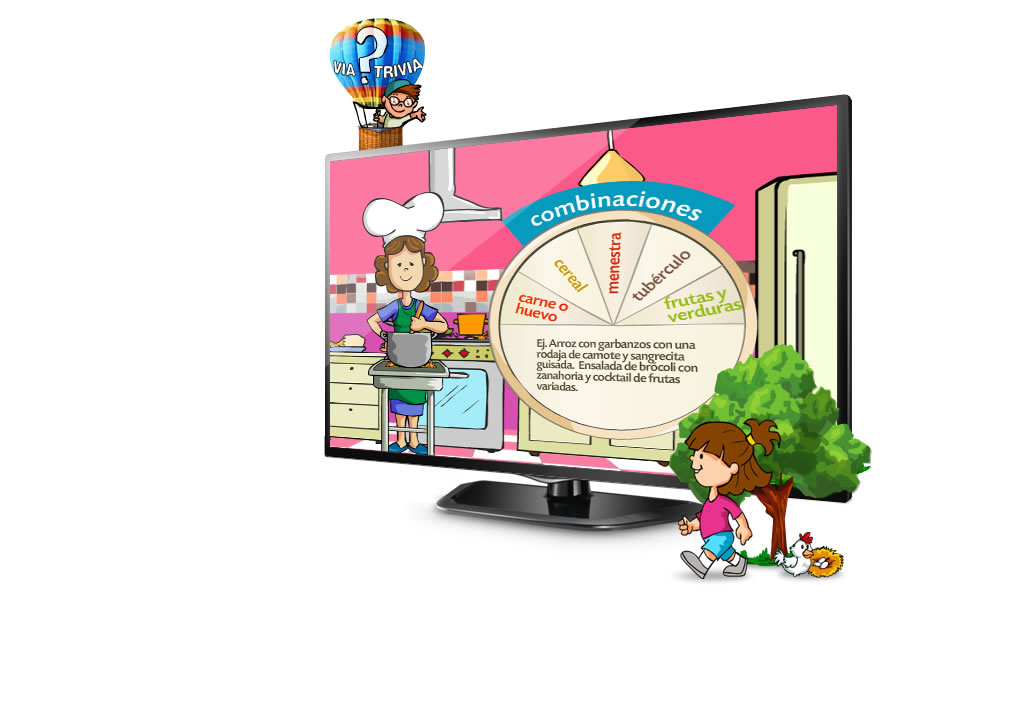 VIA ? TRIVIA
combinaciones
carne o
huevo
cereal
menestra
tubérculo
frutas y
verduras
Ej. Arroz con garbanzos con una
rodaja de camote y sangrecita
guisada. Ensalada de brócoli con
zanahoria y cocktail de frutas
variadas.